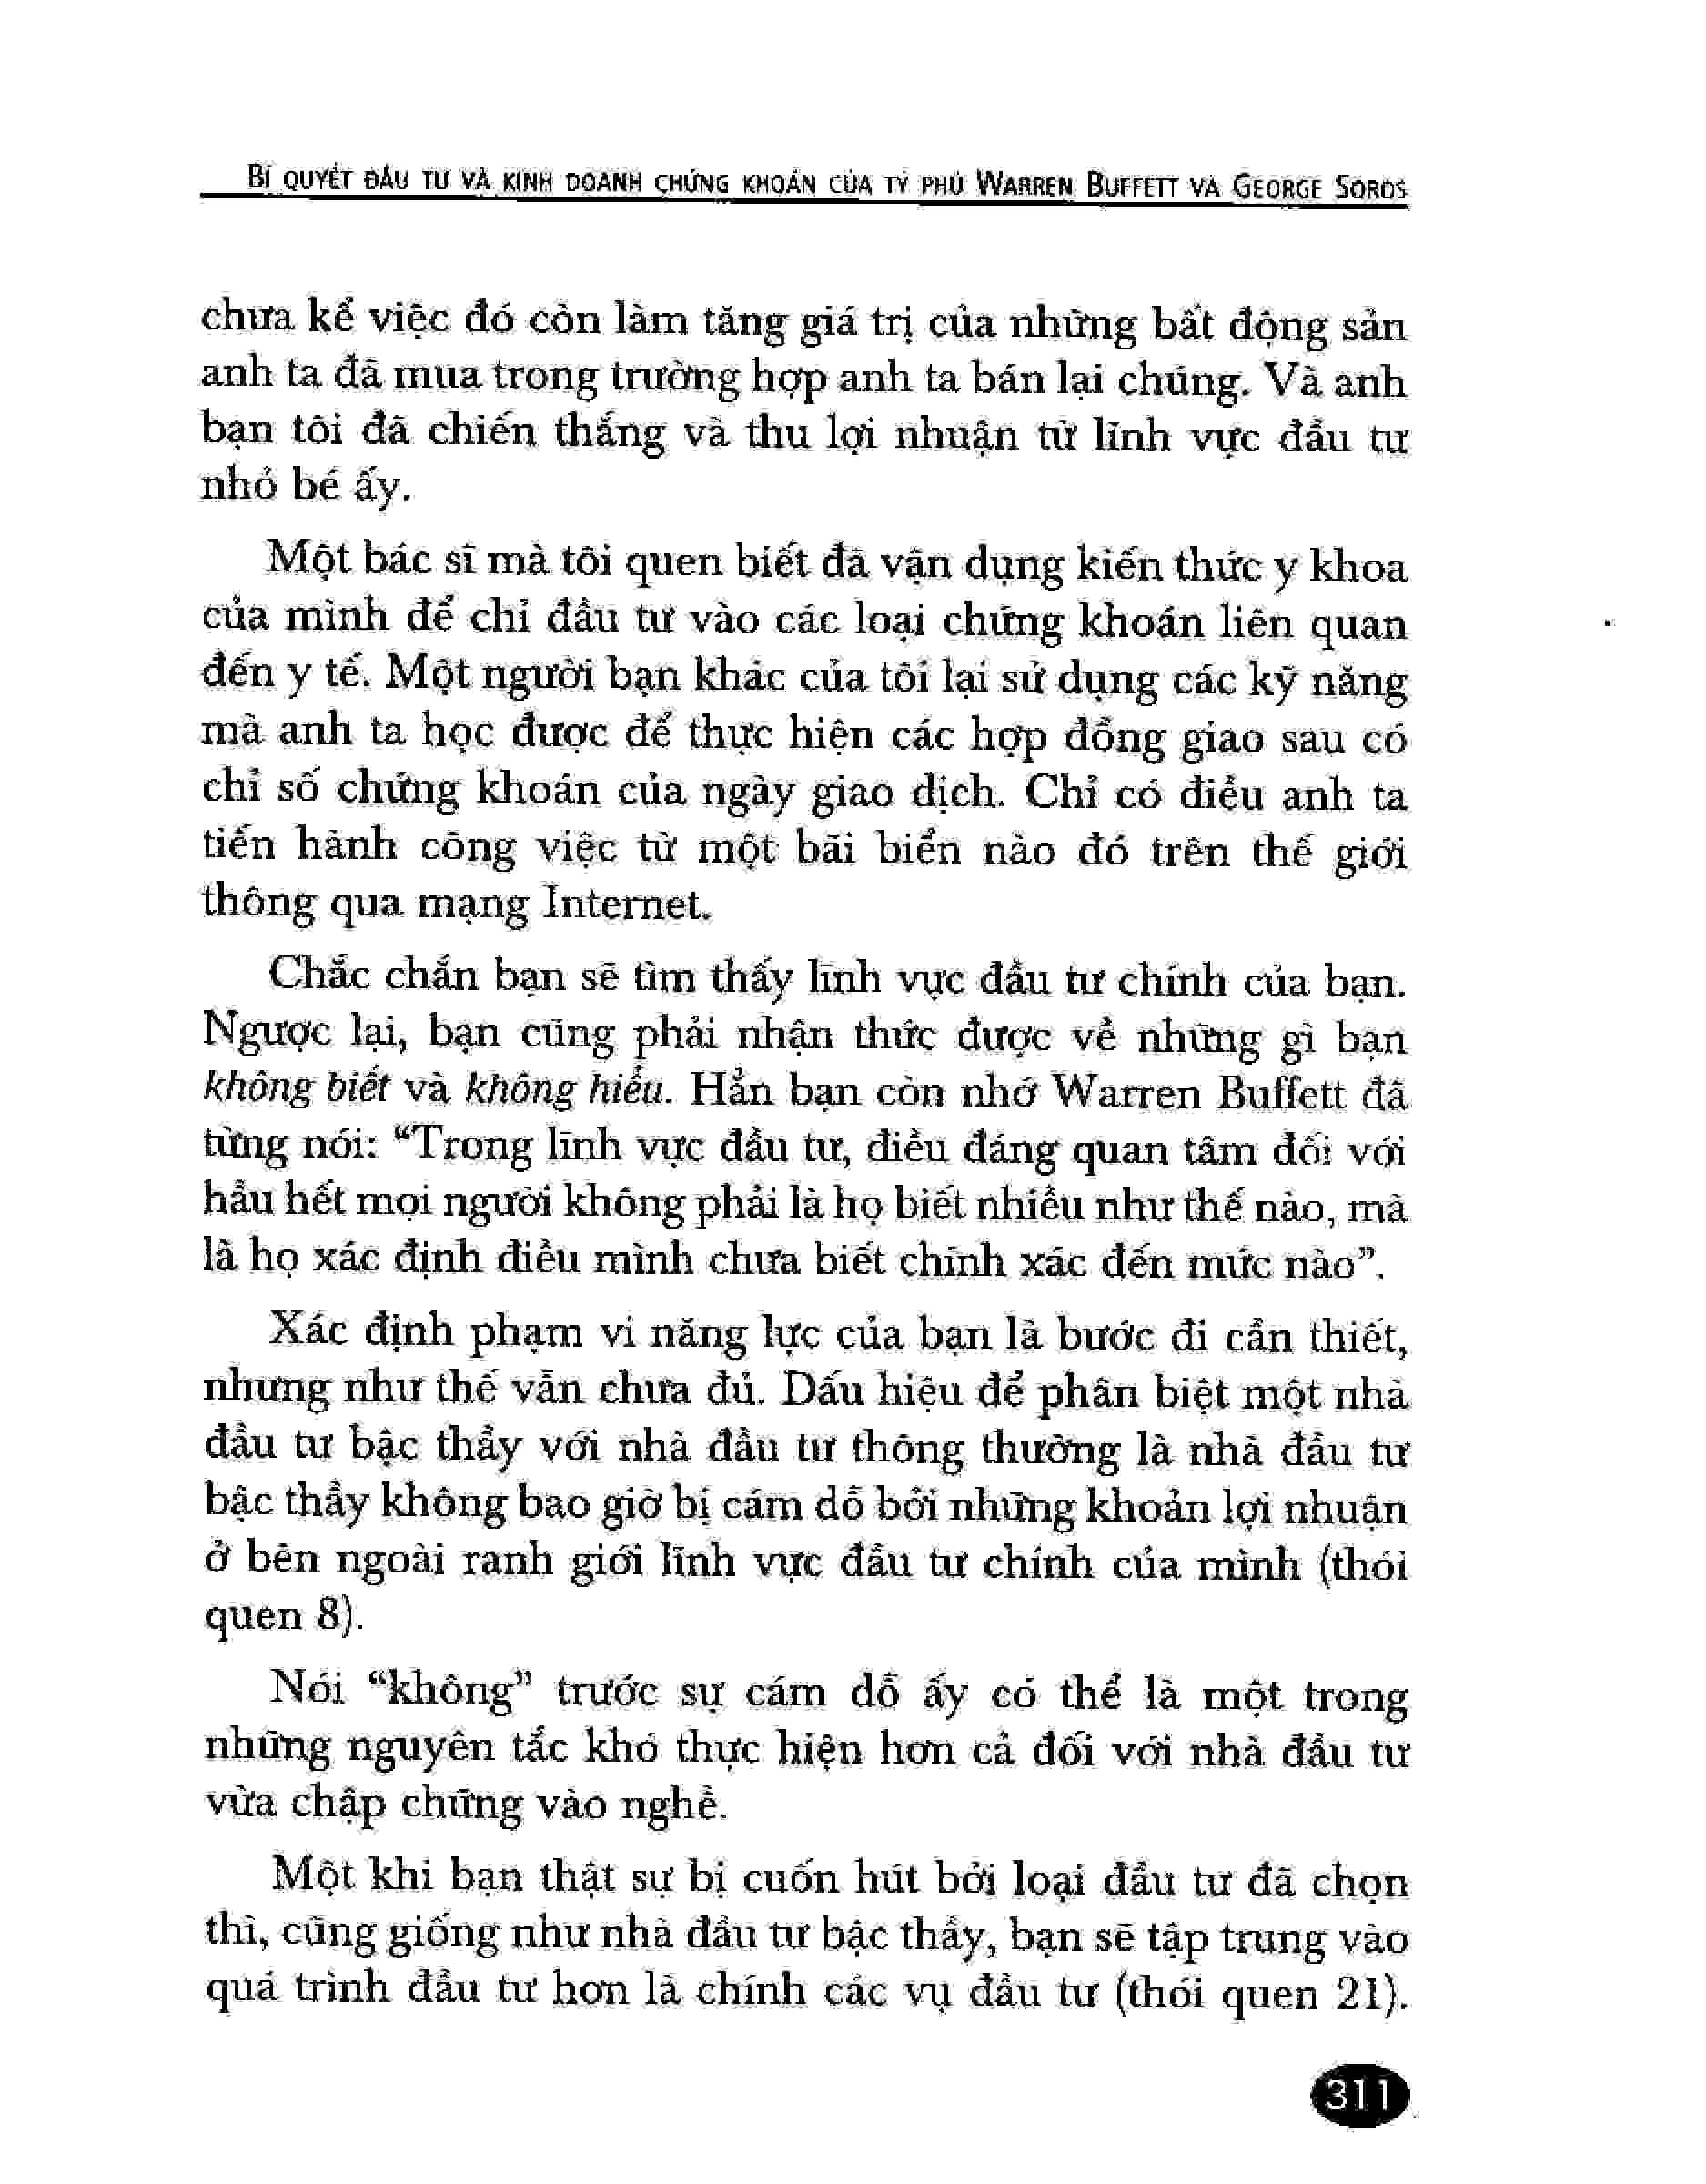 BÍ QUYẾT ĐẦU TƯ VÀ KINH DOANH CHỨNG KHOÁN CỦA TỶ PHÚ WARREN BUFFETT VÀ GEORGE SOROS
chưa kể việc đó còn làm tăng giá trị của những bất động sản
anh ta đã mua trong trường hợp anh ta bán lại chúng. Và anh
bạn tôi đã chiến thắng và thu lợi nhuận từ lĩnh vực đầu tư
nhỏ bé ấy.
Một bác sĩ mà tôi quen biết đã vận dụng kiến thức y khoa
của mình để chỉ đầu tư vào các loại chứng khoán liên quan
đến y tế. Một người bạn khác của tôi lại sử dụng các kỹ năng
mà anh ta học được để thực hiện các hợp đồng giao sau có
chỉ số chứng khoán của ngày giao dịch. Chỉ có điều anh ta
tiến hành công việc từ một bãi biển nào đó trên thế giới
thông qua mạng Internet.
Chắc chắn bạn sẽ tìm thấy lĩnh vực đầu tư chính của bạn.
Ngược lại, bạn cũng phải nhận thức được về những gì bạn
không biết và không hiểu. Hẳn bạn còn nhớ Warren Buffett đã
từng nói: “Trong lĩnh vực đầu tư, điều đáng quan tâm đối với
hầu hết mọi người không phải là họ biết nhiều như thế nào, mà
là họ xác định điều mình chưa biết chính xác đến mức nào”.
Xác định phạm vi năng lực của bạn là bước đi cần thiết,
nhưng như thế vẫn chưa đủ. Dấu hiệu để phân biệt một nhà
đầu tư bậc thầy với nhà đầu tư thông thường là nhà đầu tư
bậc thầy không bao giờ bị cám dỗ bởi những khoản lợi nhuận
ở bên ngoài ranh giới lĩnh vực đầu tư chính của mình (thói
quen 8).
Nói “không” trước sự cám dỗ ấy có thể là một trong
những nguyên tắc khó thực hiện hơn cả đối với nhà đầu tư
vừa chập chững vào nghề.
Một khi bạn thật sự bị cuốn hút bởi loại đầu tư đã chọn
thì, cũng giống như nhà đầu tư bậc thầy, bạn sẽ tập trung vào
quá trình đầu tư hơn là chính các vụ đầu tư (thói quen 21).
311